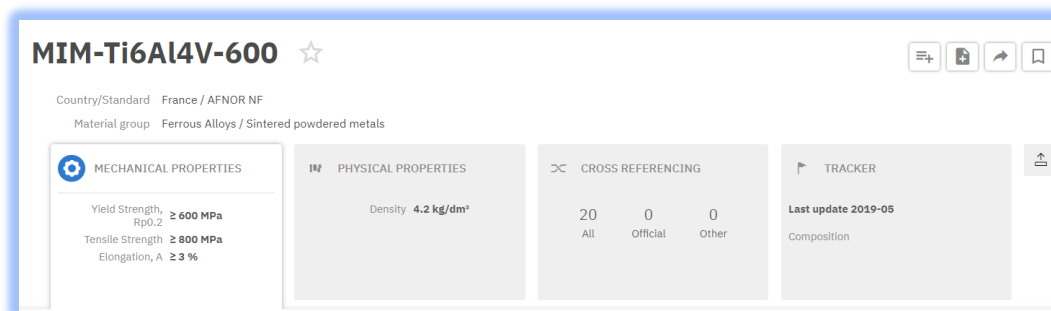 MIM-Ti6Al4V-600
Country/Standard France / AFNOR NF
Material group Ferrous Alloys / Sintered powdered metals
MECHANICAL PROPERTIES
Yield Strength, Rp0.2 ≥ 600 MPa
Tensile Strength ≥ 800 MPa
Elongation, A ≥ 3 %
PHYSICAL PROPERTIES
Density 4.2 kg/dm³
CROSS REFERENCING
20 0 0
All Official Other
TRACKER
Last update 2019-05
Composition